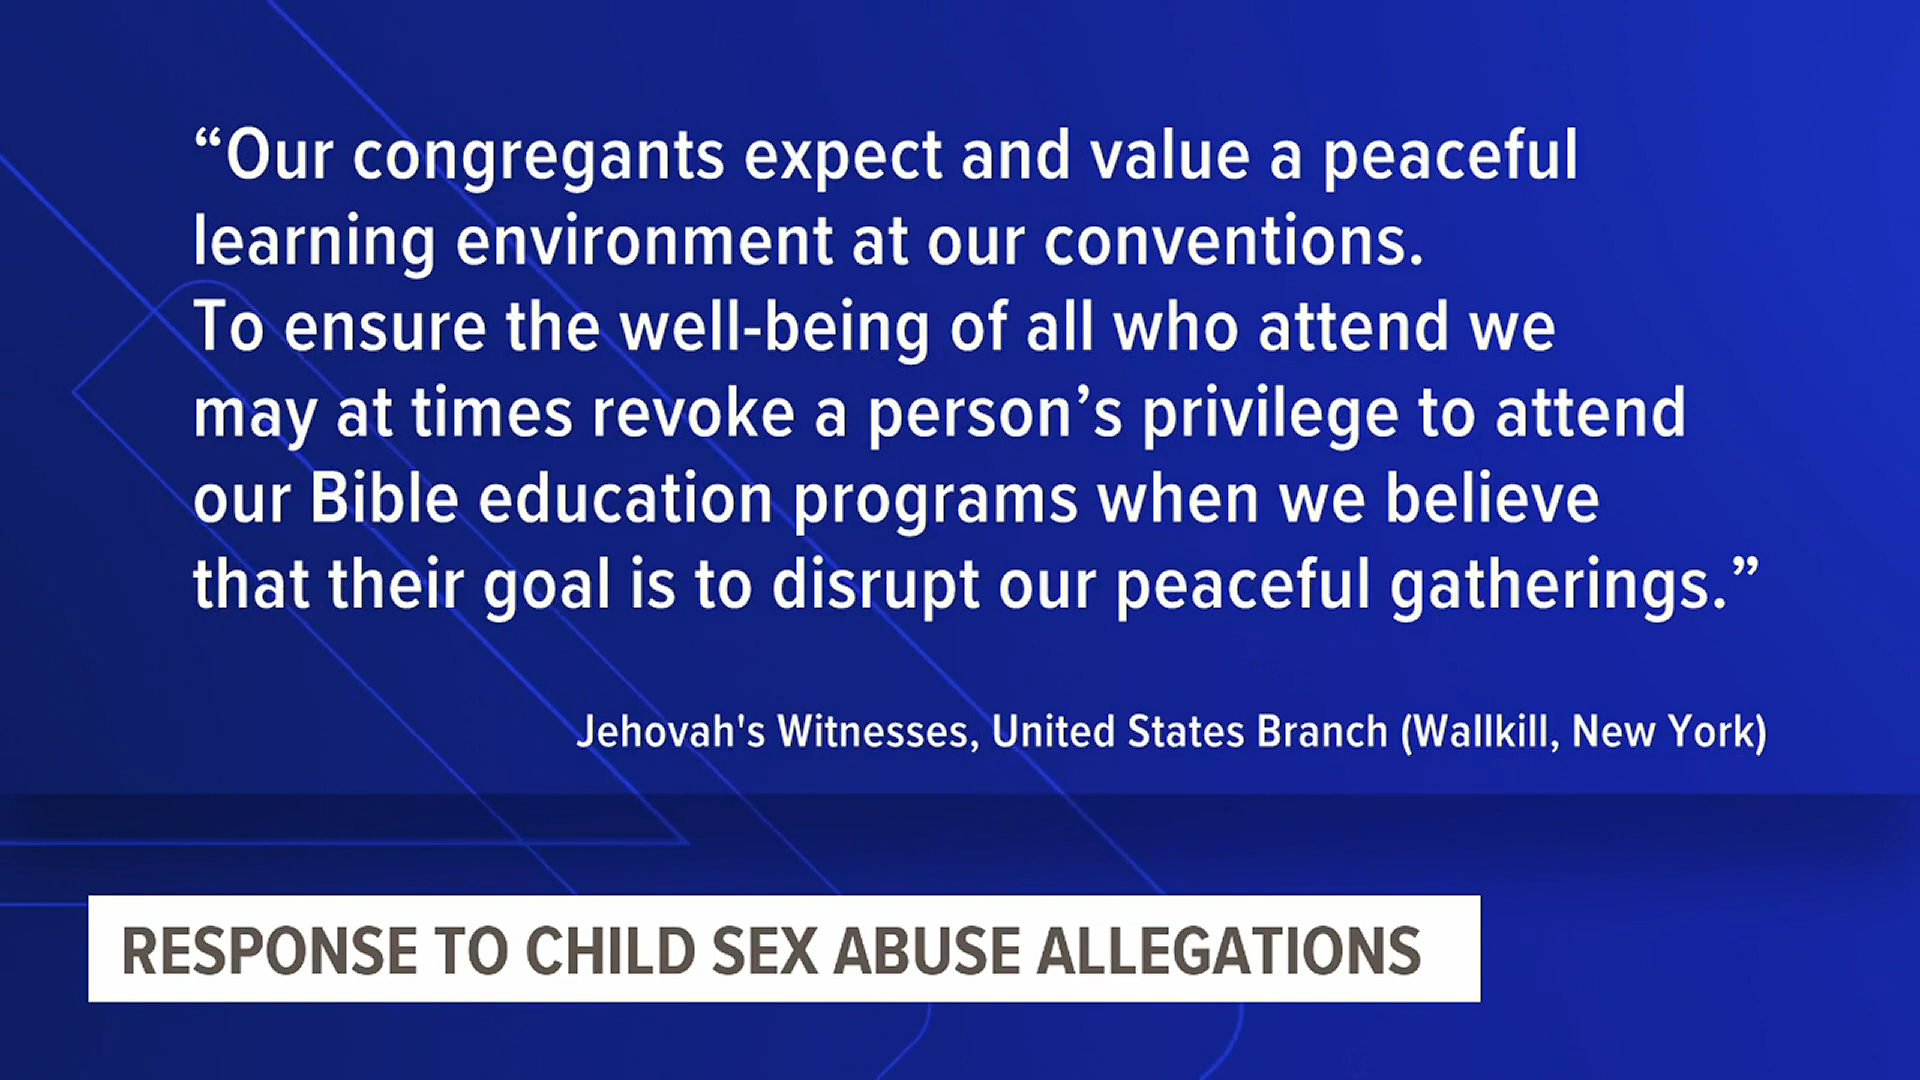 “Our congregants expect and value a peaceful
learning environment at our conventions.
To ensure the well-being of all who attend we
may at times revoke a person’s privilege to attend
our Bible education programs when we believe
that their goal is to disrupt our peaceful gatherings.”
Jehovah's Witnesses, United States Branch (Wallkill, New York)
RESPONSE TO CHILD SEX ABUSE ALLEGATIONS